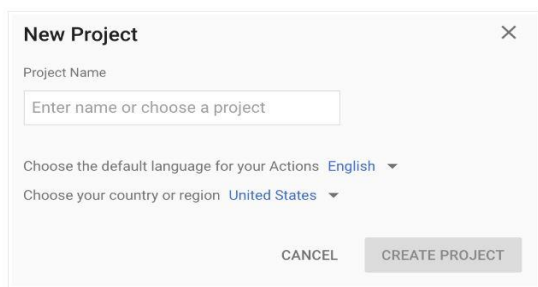 New Project
Project Name
Enter name or choose a project
Choose the default language for your Actions English
Choose your country or region United States
CANCEL CREATE PROJECT